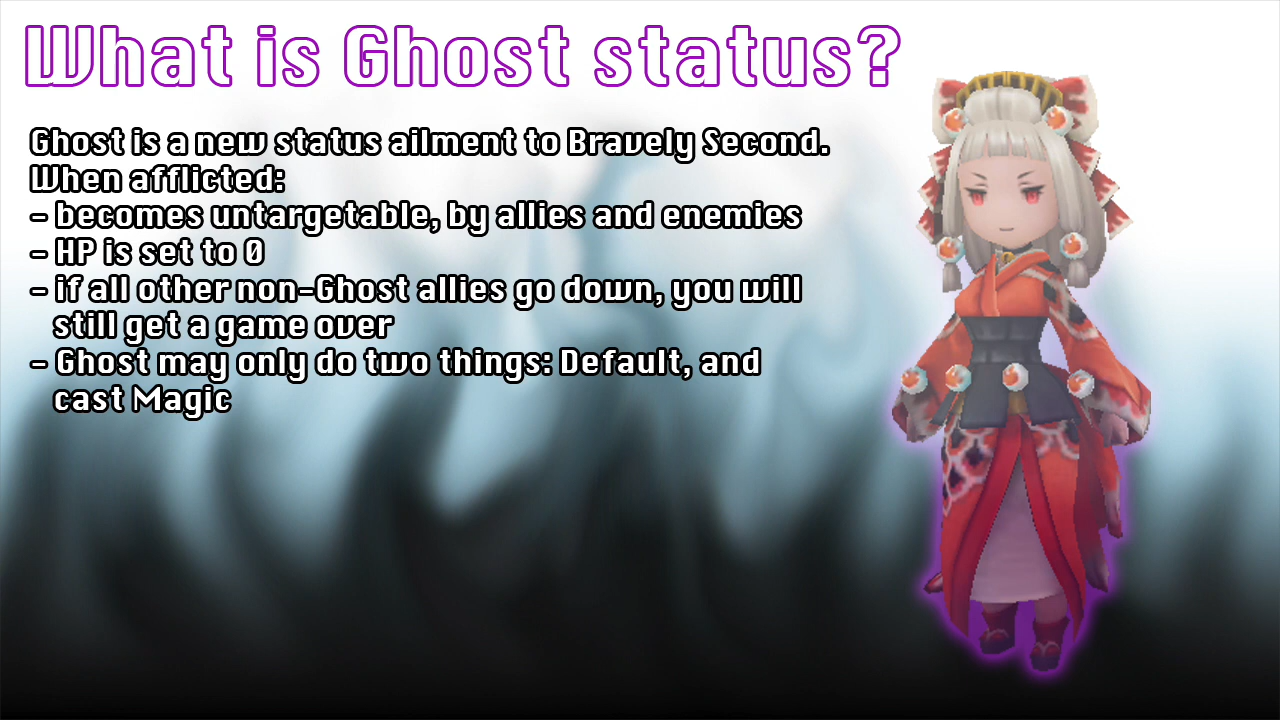 What is Ghost status?
Ghost is a new status ailment to Bravely Second.
When afflicted:
- becomes untargetable, by allies and enemies
- HP is set to 0
- if all other non-Ghost allies go down, you will
still get a game over
- Ghost may only do two things: Default, and
cast Magic